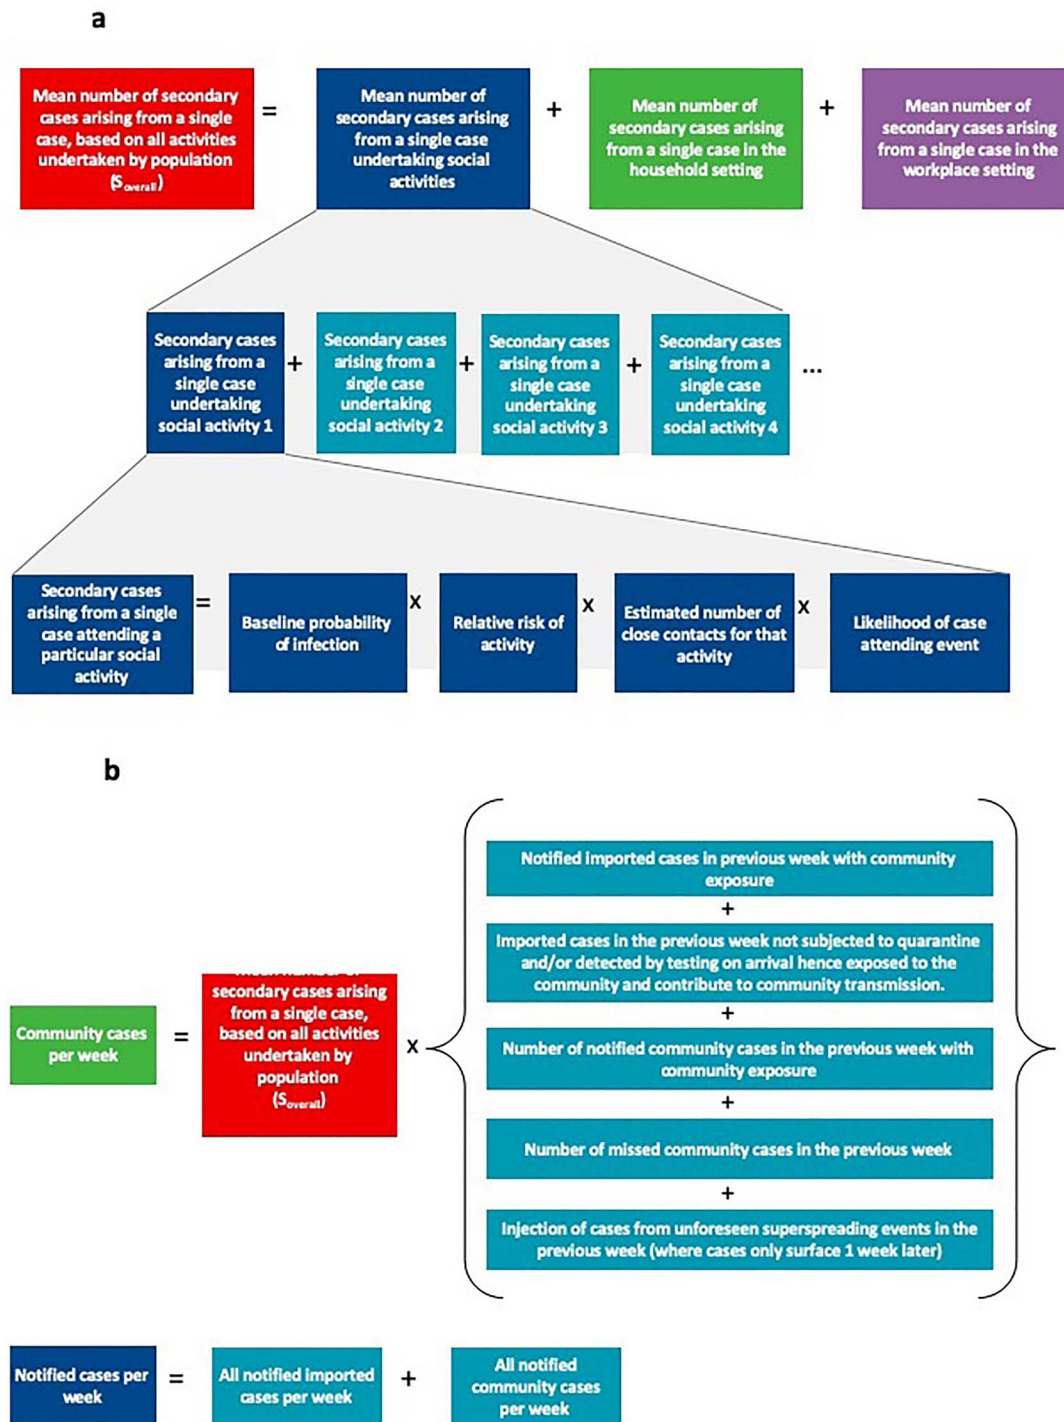 a
Mean number of secondary
cases arising from a single
case, based on all activities
undertaken by population
(Soverall)
=
Mean number of
secondary cases arising
from a single case
undertaking social
activities
+
Mean number of
secondary cases arising
from a single case in the
household setting
+
Mean number of
secondary cases arising
from a single case in the
workplace setting
Secondary cases
arising from a
single case
undertaking
social activity 1
+
Secondary cases
arising from a
single case
undertaking
social activity 2
+
Secondary cases
arising from a
single case
undertaking
social activity 3
+
Secondary cases
arising from a
single case
undertaking
social activity 4
...
Secondary cases
arising from a single
case attending a
particular social
activity
=
Baseline probability
of infection
x
Relative risk of
activity
x
Estimated number of
close contacts for that
activity
x
Likelihood of case
attending event
b
Community cases
per week
=
Mean number of
secondary cases arising
from a single case,
based on all activities
undertaken by
population
(Soverall)
x
Notified imported cases in previous week with community
exposure
+
Imported cases in the previous week not subjected to quarantine
and/or detected by testing on arrival hence exposed to the
community and contribute to community transmission.
+
Number of notified community cases in the previous week with
community exposure
+
Number of missed community cases in the previous week
+
Injection of cases from unforeseen superspreading events in the
previous week (where cases only surface 1 week later)
Notified cases per
week
=
All notified imported
cases per week
+
All notified
community cases
per week